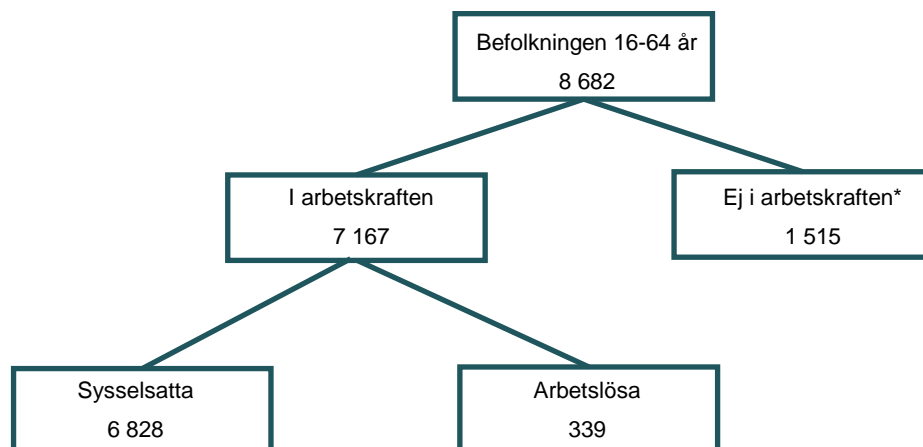 Befolkningen 16-64 år
8 682
I arbetskraften
7 167
Ej i arbetskraften*
1 515
Sysselsatta
6 828
Arbetslösa
339